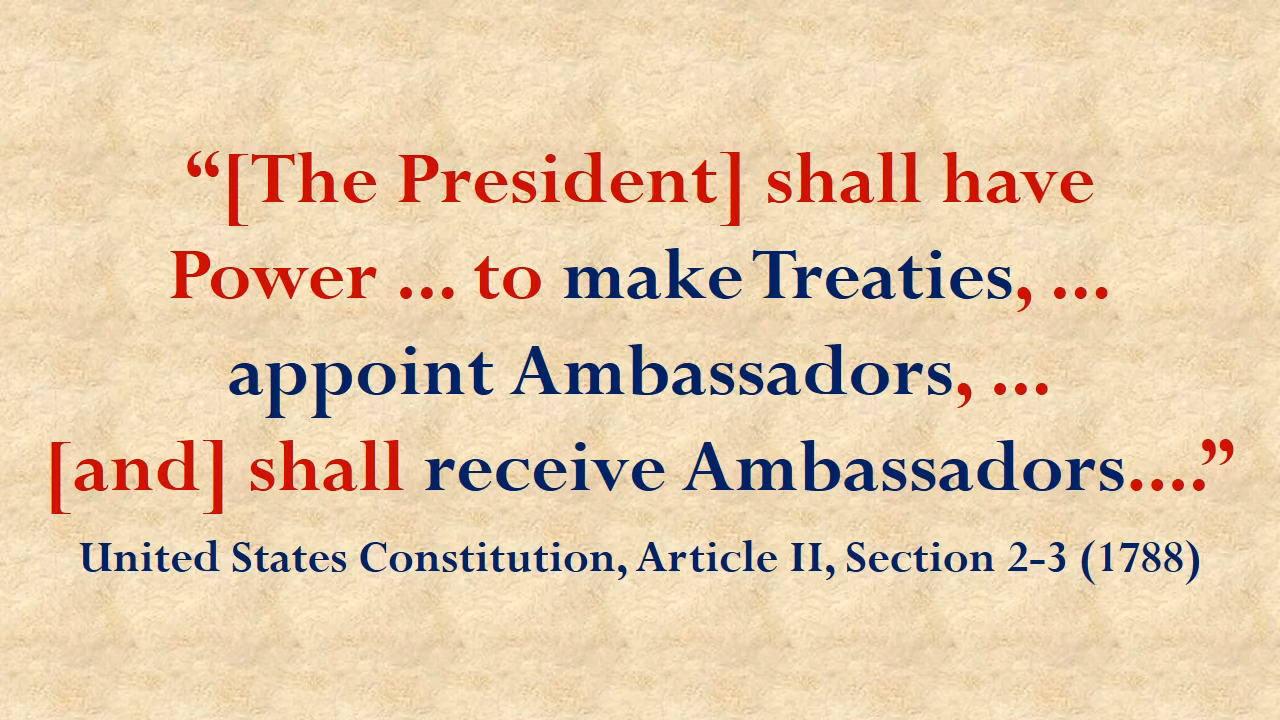 “[The President] shall have
Power ... to make Treaties, ...
appoint Ambassadors, ...
[and] shall receive Ambassadors....”
United States Constitution, Article II, Section 2-3 (1788)